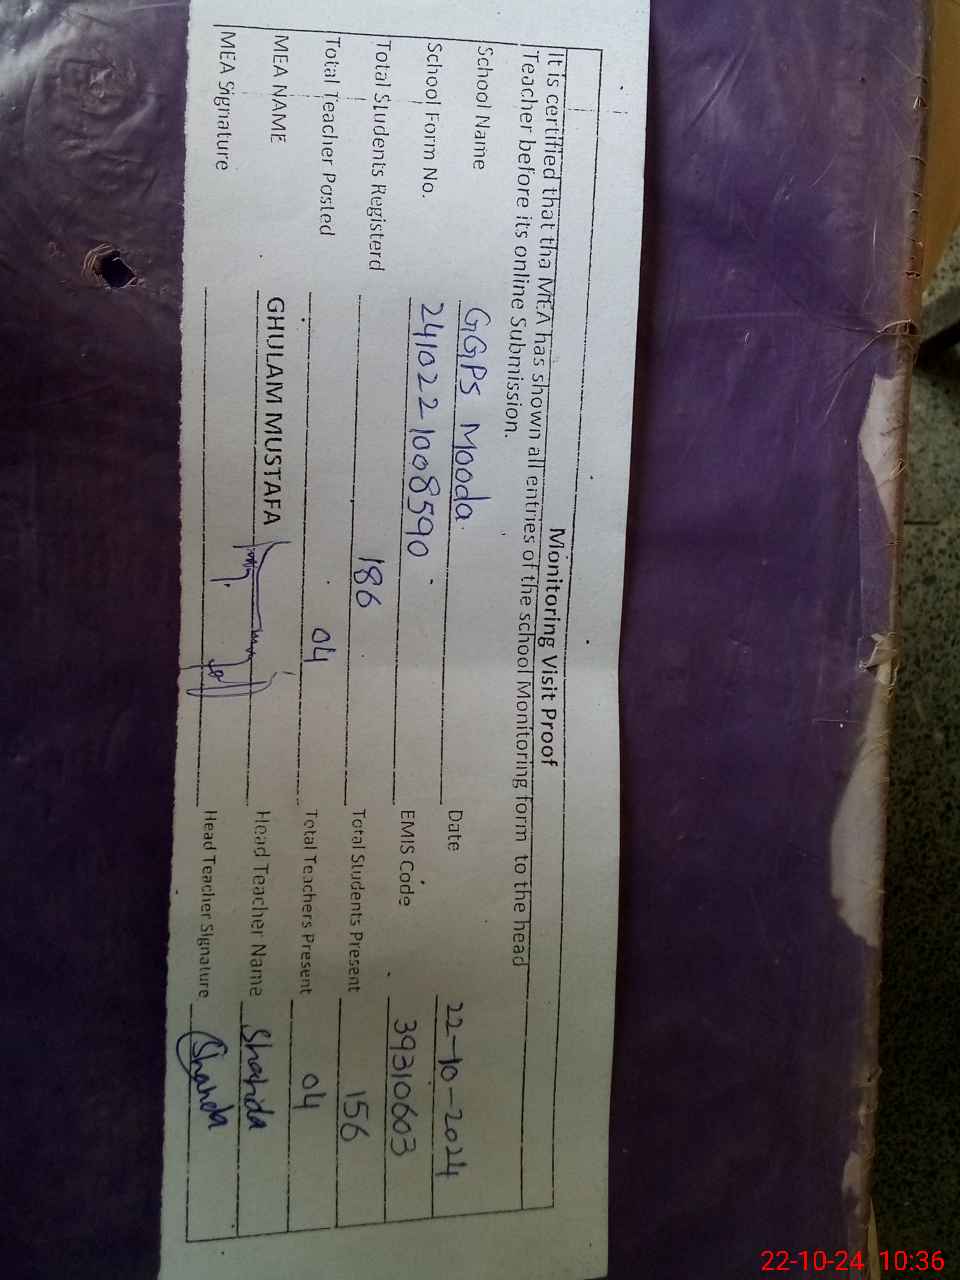 Monitoring Visit Proof
It is certified that tha MEA has shown all entries of the school Monitoring form to the head
Teacher before its online Submission.
School Name GGPS Mooda Date 22-10-2024
School Form No. 2410221008590 EMIS Code 39310603
Total Students Registerd 186 Total Students Present 156
Total Teacher Posted 04 Total Teachers Present 04
MEA NAME GHULAM MUSTAFA Head Teacher Name Shahida
MEA Signature Head Teacher Signature
22-10-24 10:36